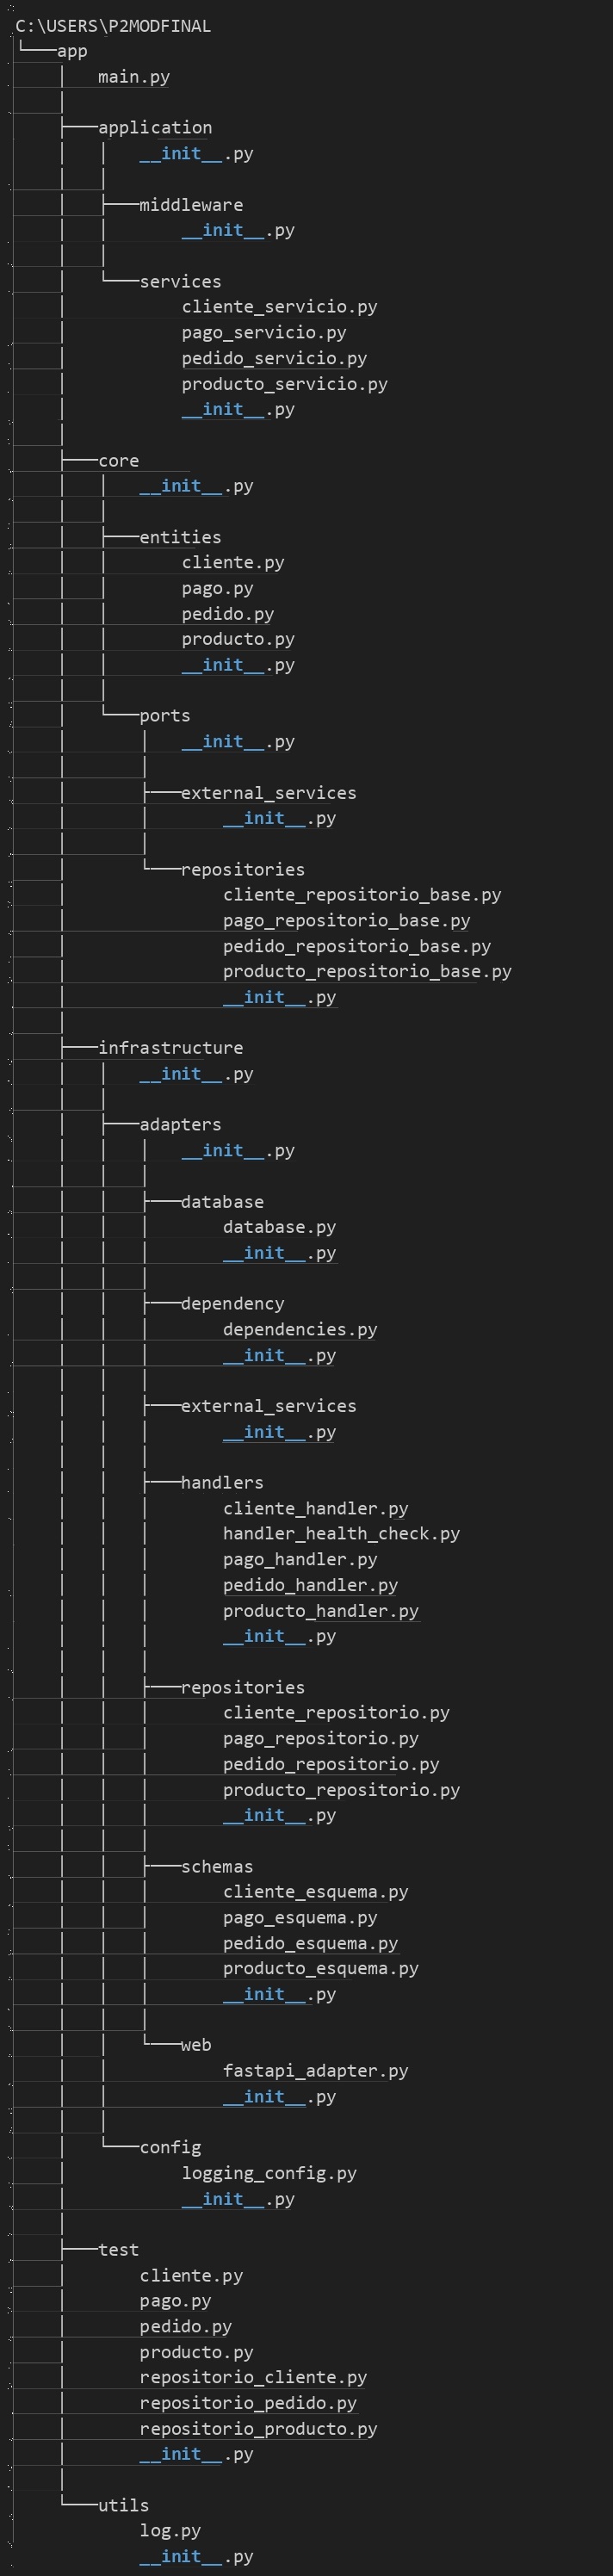 C:\USERS\P2MODFINAL
└───app
    │   main.py
    │
    ├───application
    │   │   __init__.py
    │   │
    │   ├───middleware
    │   │       __init__.py
    │   │
    │   └───services
    │           cliente_servicio.py
    │           pago_servicio.py
    │           pedido_servicio.py
    │           producto_servicio.py
    │           __init__.py
    │
    ├───core
    │   │   __init__.py
    │   │
    │   ├───entities
    │   │       cliente.py
    │   │       pago.py
    │   │       pedido.py
    │   │       producto.py
    │   │       __init__.py
    │   │
    │   └───ports
    │       │   __init__.py
    │       │
    │       ├───external_services
    │       │       __init__.py
    │       │
    │       └───repositories
    │               cliente_repositorio_base.py
    │               pago_repositorio_base.py
    │               pedido_repositorio_base.py
    │               producto_repositorio_base.py
    │               __init__.py
    │
    ├───infrastructure
    │   │   __init__.py
    │   │
    │   ├───adapters
    │   │   │   __init__.py
    │   │   │
    │   │   ├───database
    │   │   │       database.py
    │   │   │       __init__.py
    │   │   │
    │   │   ├───dependency
    │   │   │       dependencies.py
    │   │   │       __init__.py
    │   │   │
    │   │   ├───external_services
    │   │   │       __init__.py
    │   │   │
    │   │   ├───handlers
    │   │   │       cliente_handler.py
    │   │   │       handler_health_check.py
    │   │   │       pago_handler.py
    │   │   │       pedido_handler.py
    │   │   │       producto_handler.py
    │   │   │       __init__.py
    │   │   │
    │   │   ├───repositories
    │   │   │       cliente_repositorio.py
    │   │   │       pago_repositorio.py
    │   │   │       pedido_repositorio.py
    │   │   │       producto_repositorio.py
    │   │   │       __init__.py
    │   │   │
    │   │   ├───schemas
    │   │   │       cliente_esquema.py
    │   │   │       pago_esquema.py
    │   │   │       pedido_esquema.py
    │   │   │       producto_esquema.py
    │   │   │       __init__.py
    │   │   │
    │   │   └───web
    │   │           fastapi_adapter.py
    │   │           __init__.py
    │   │
    │   └───config
    │           logging_config.py
    │           __init__.py
    │
    ├───test
    │       cliente.py
    │       pago.py
    │       pedido.py
    │       producto.py
    │       repositorio_cliente.py
    │       repositorio_pedido.py
    │       repositorio_producto.py
    │       __init__.py
    │
    └───utils
            log.py
            __init__.py